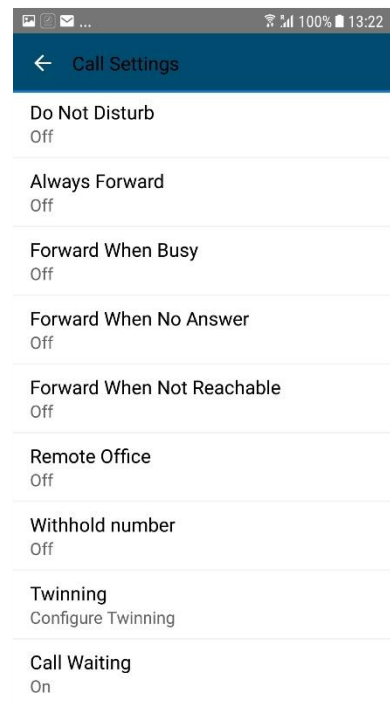 ... 100% 13:22
Call Settings
Do Not Disturb
Off
Always Forward
Off
Forward When Busy
Off
Forward When No Answer
Off
Forward When Not Reachable
Off
Remote Office
Off
Withhold number
Off
Twinning
Configure Twinning
Call Waiting
On